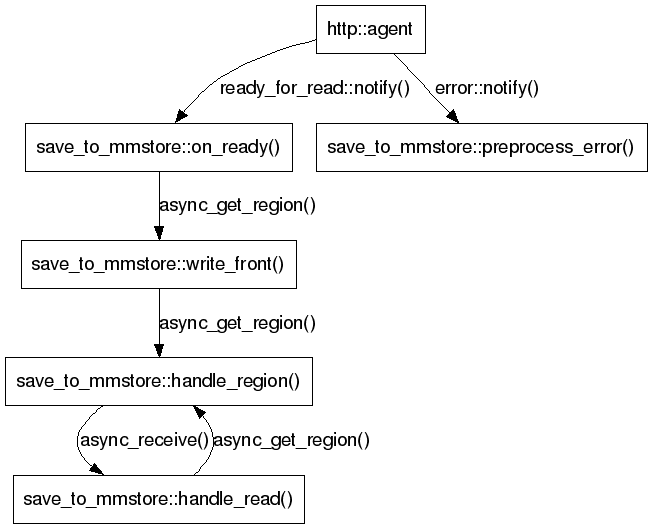 http::agent
ready_for_read::notify()
error::notify()
save_to_mmstore::on_ready()
save_to_mmstore::preprocess_error()
async_get_region()
save_to_mmstore::write_front()
async_get_region()
save_to_mmstore::handle_region()
async_receive()
async_get_region()
save_to_mmstore::handle_read()